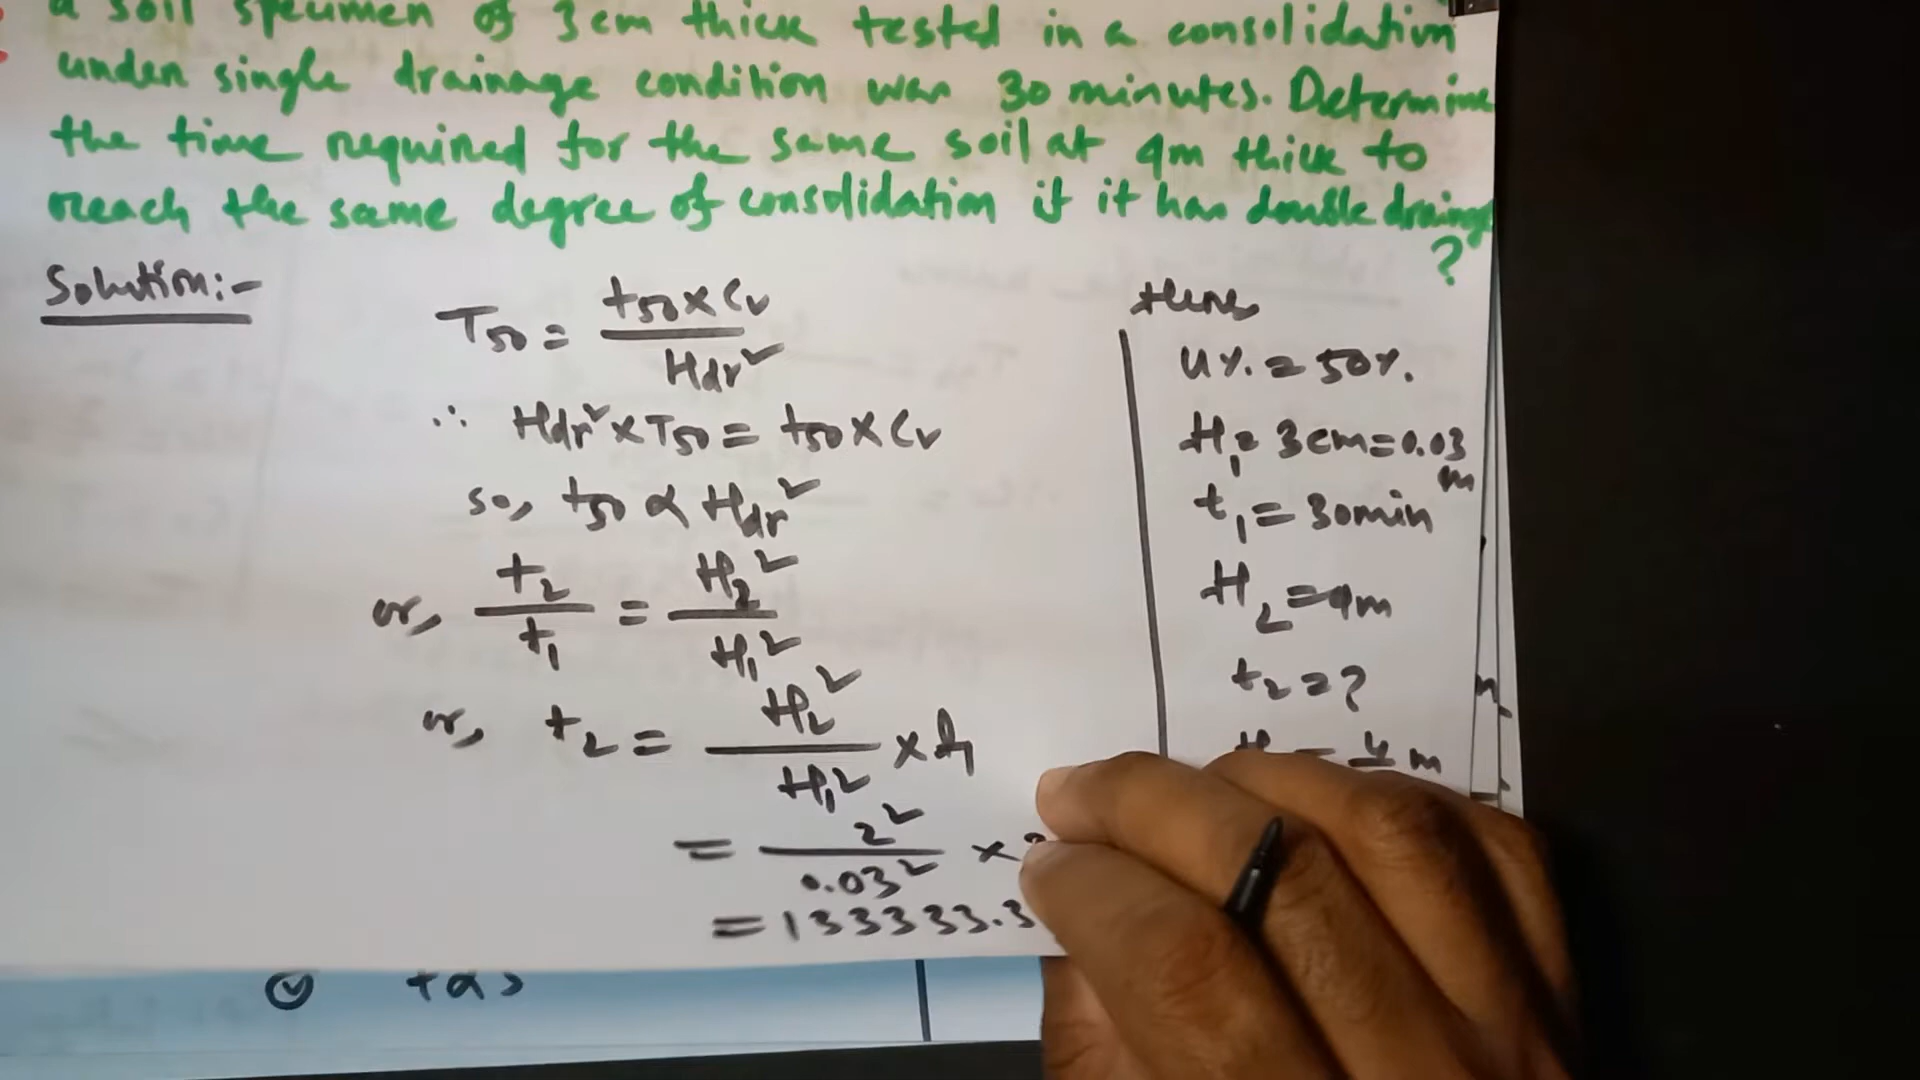 a soil specimen of 3cm thick tested in a consolidation
under single drainage condition was 30 minutes. Determine
the time required for the same soil at 4m thick to
reach the same degree of consolidation if it has double drainage
?
Solution:-
T50 = t50 x Cv / Hdr²
∴ Hdr² x T50 = t50 x Cv
so, t50 α Hdr²
or, t2 / t1 = H2² / H1²
or, t2 = H2² / H1² x t1
= 2² / 0.03² x
= 133333.3
Here
U%. = 50%.
H1 = 3cm = 0.03 m
t1 = 30min
H2 = 4m
t2 = ?
= 4 m